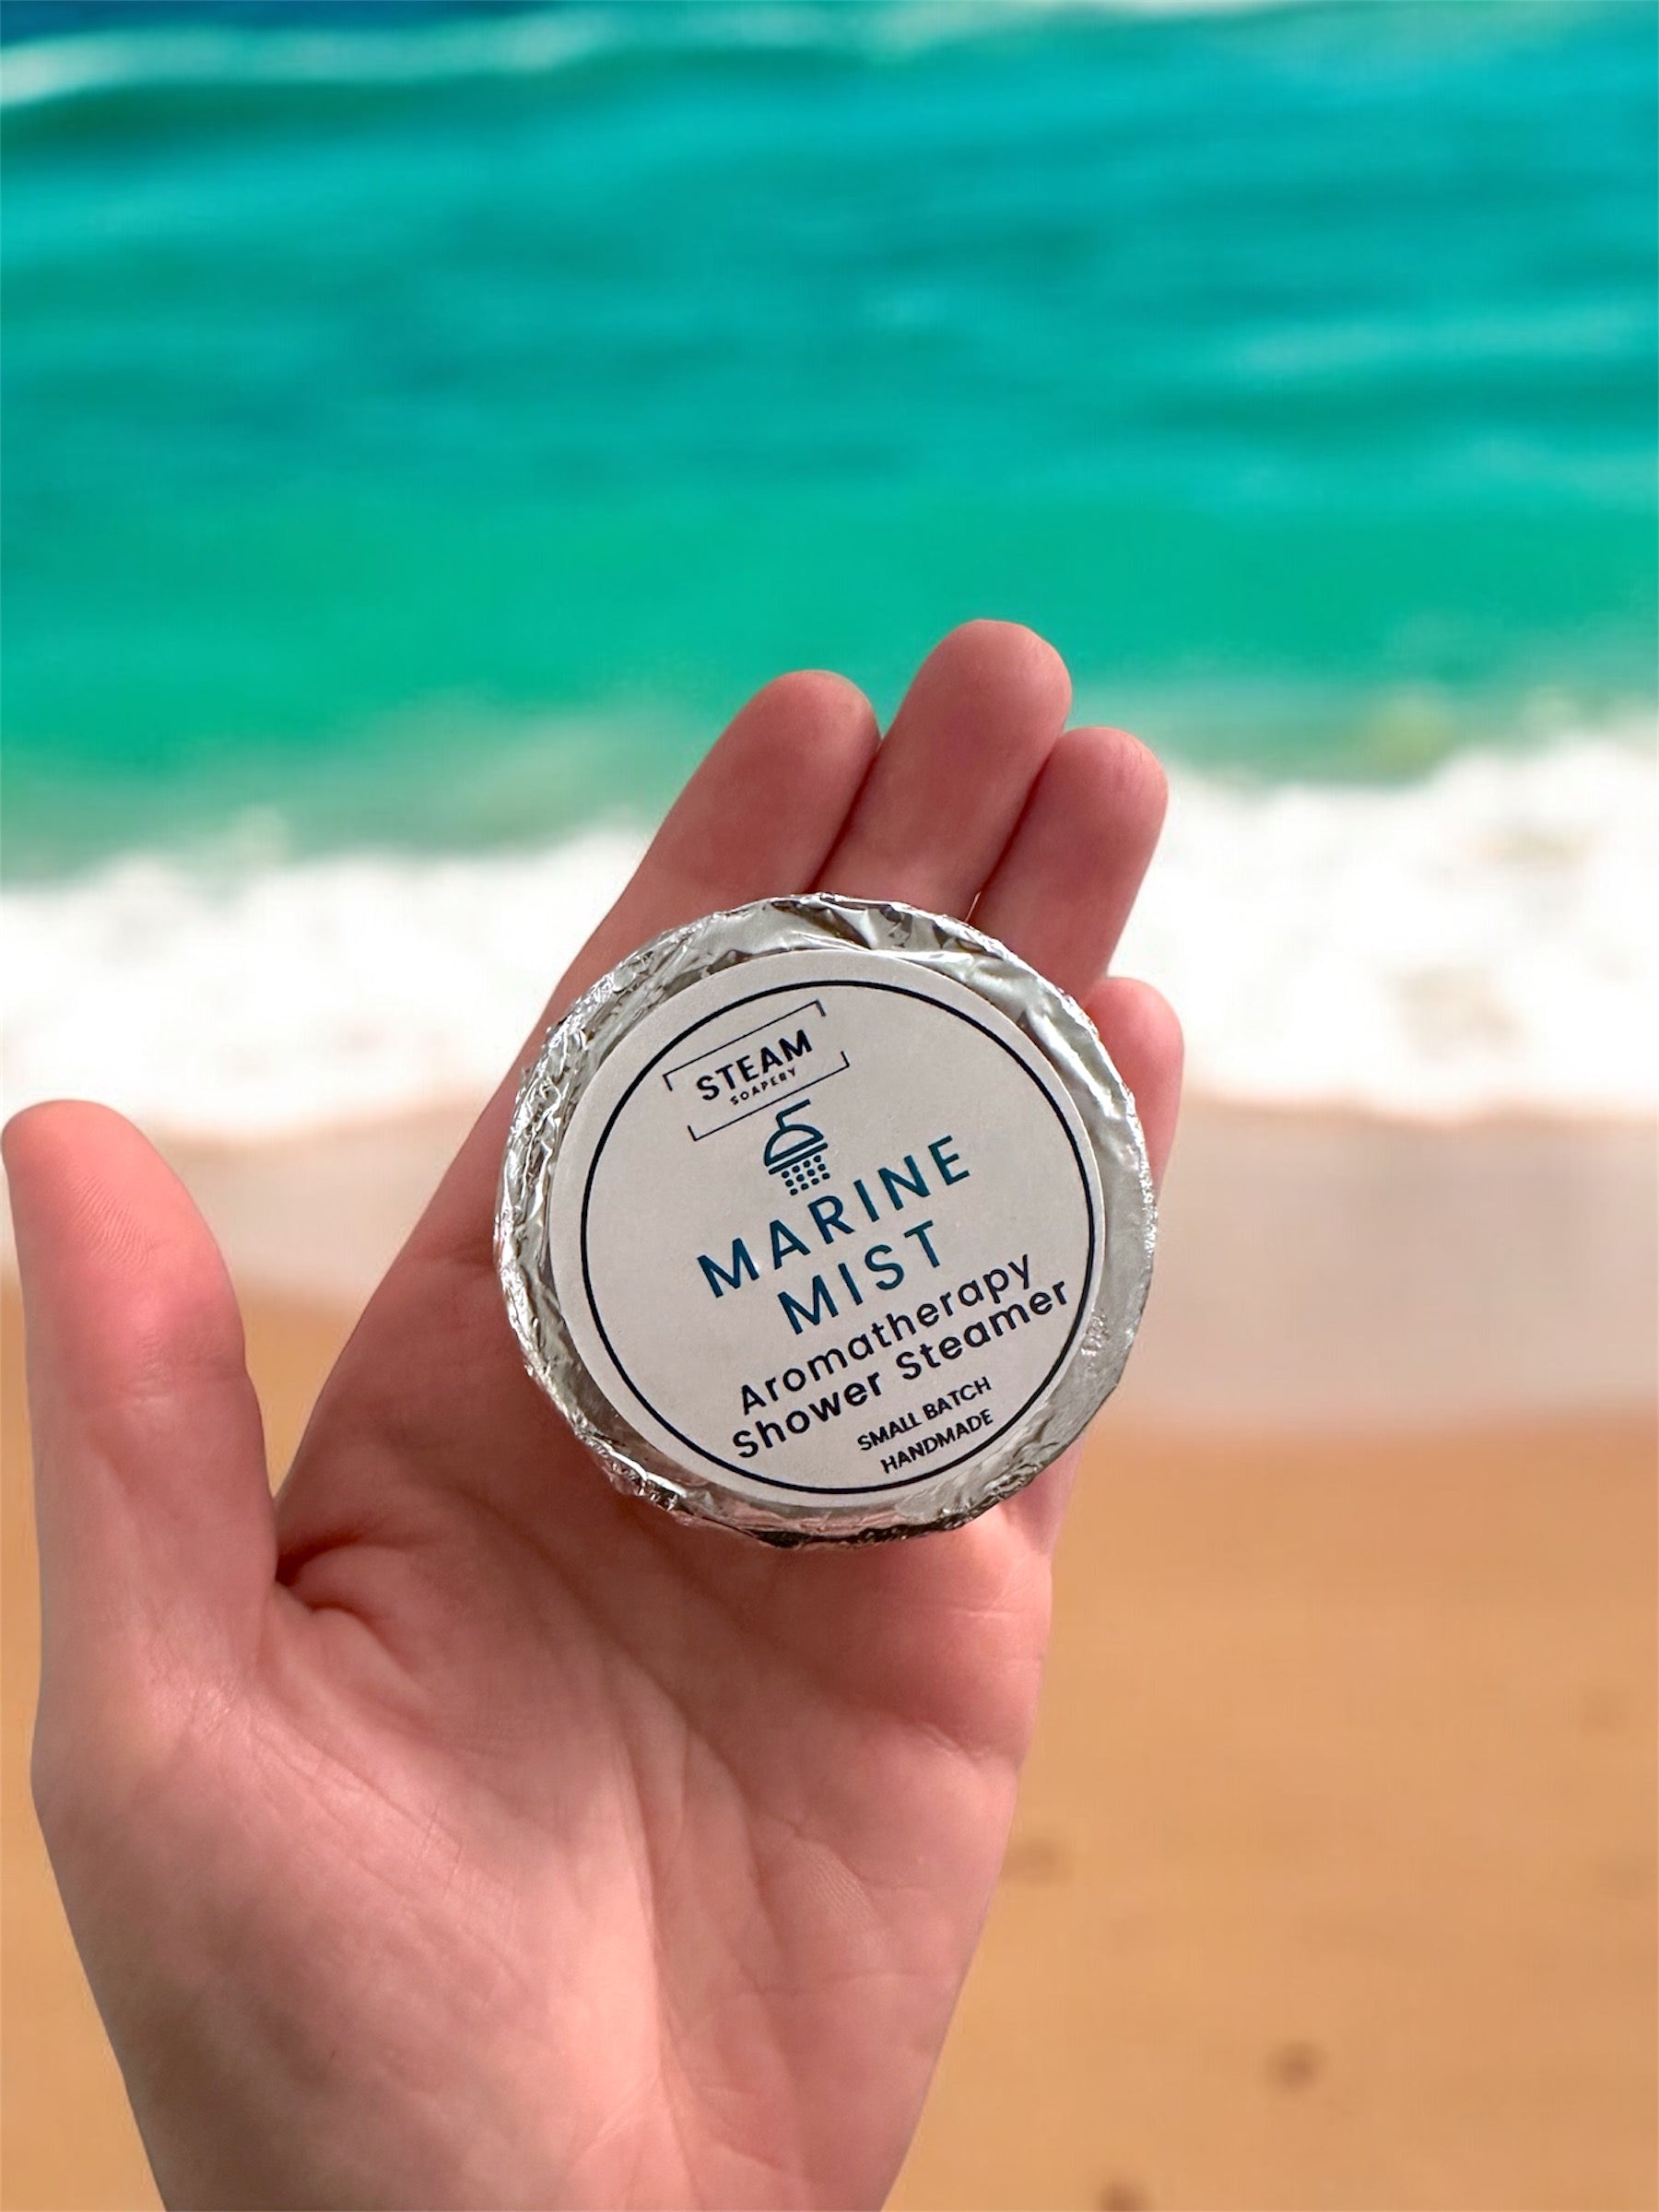 STEAM
SOAPERY
MARINE
MIST
Aromatherapy
Shower Steamer
SMALL BATCH
HANDMADE